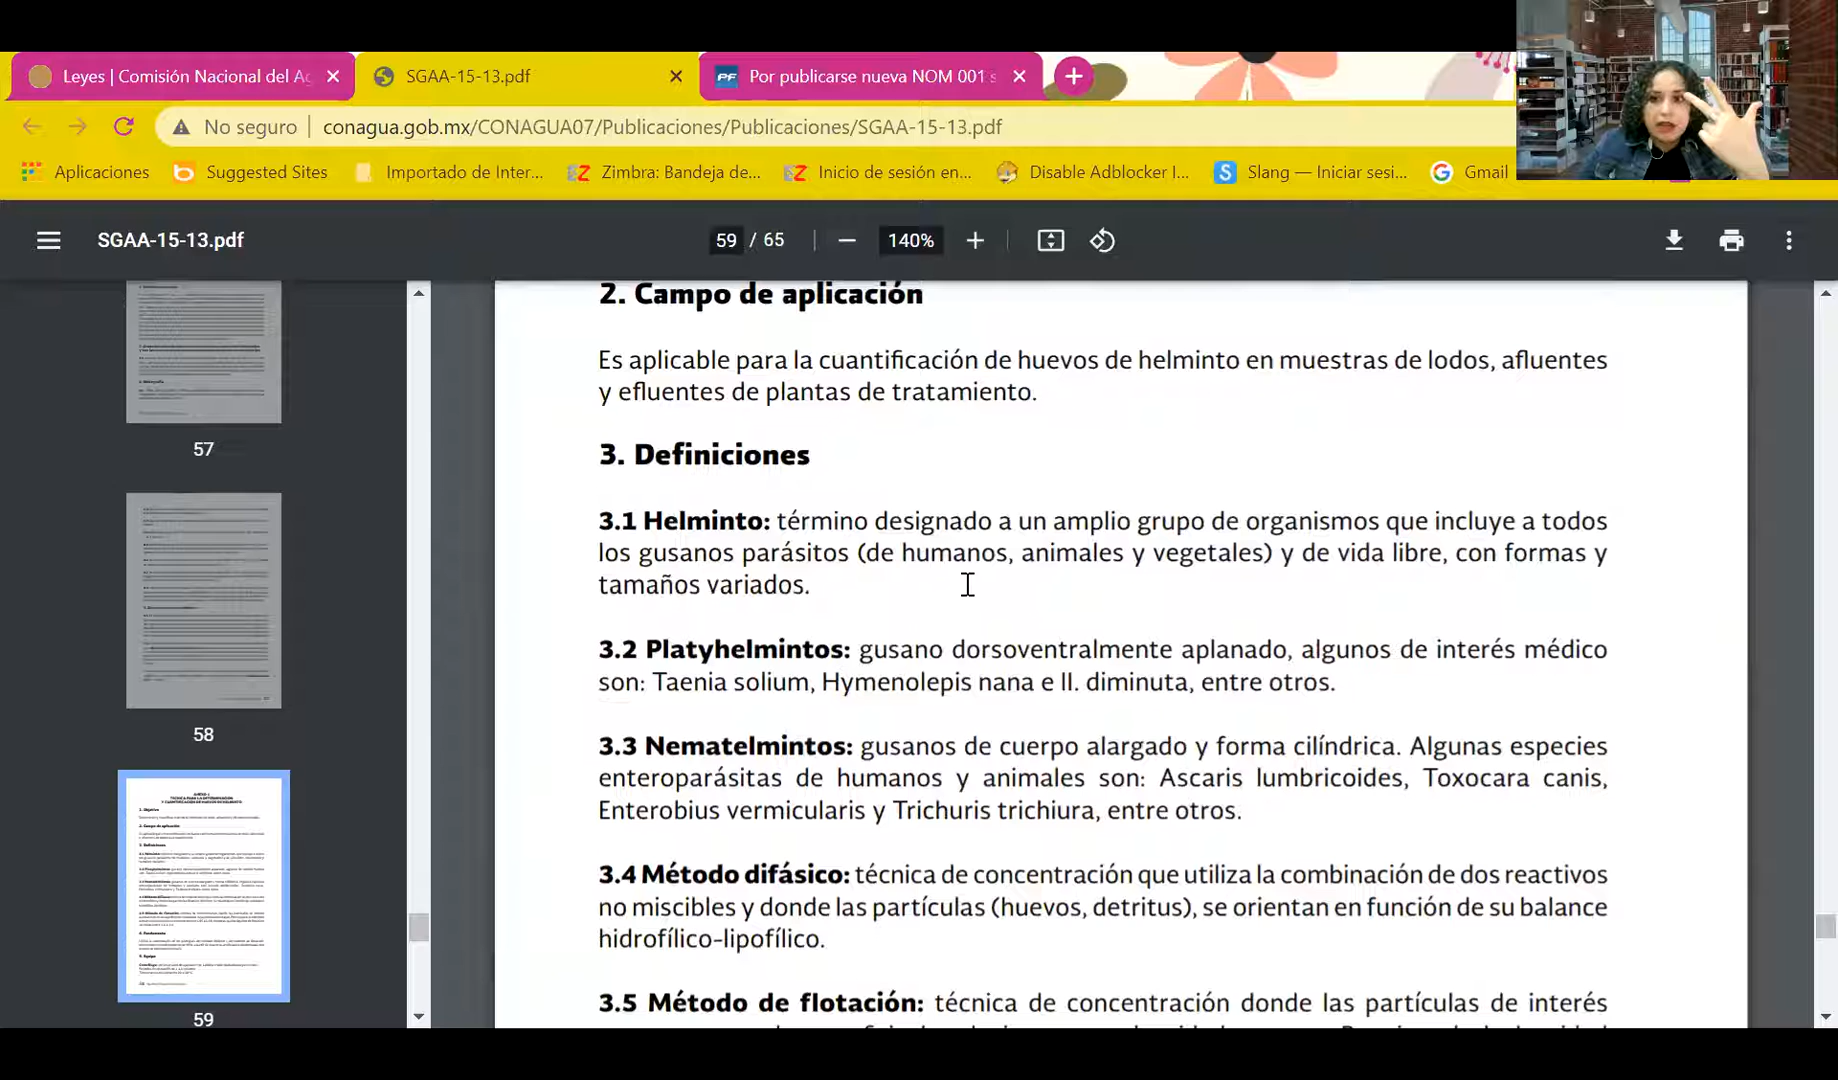 Leyes | Comisión Nacional del Ag
SGAA-15-13.pdf
Por publicarse nueva NOM 001 s
No seguro | conagua.gob.mx/CONAGUA07/Publicaciones/Publicaciones/SGAA-15-13.pdf
Aplicaciones
Suggested Sites
Importado de Inter...
Zimbra: Bandeja de...
Inicio de sesión en...
Disable Adblocker I...
Slang — Iniciar sesi...
Gmail
SGAA-15-13.pdf
59 / 65
140%
57
58
59
2. Campo de aplicación
Es aplicable para la cuantificación de huevos de helminto en muestras de lodos, afluentes
y efluentes de plantas de tratamiento.
3. Definiciones
3.1 Helminto: término designado a un amplio grupo de organismos que incluye a todos
los gusanos parásitos (de humanos, animales y vegetales) y de vida libre, con formas y
tamaños variados.
3.2 Platyhelmintos: gusano dorsoventralmente aplanado, algunos de interés médico
son: Taenia solium, Hymenolepis nana e II. diminuta, entre otros.
3.3 Nematelmintos: gusanos de cuerpo alargado y forma cilíndrica. Algunas especies
enteroparásitas de humanos y animales son: Ascaris lumbricoides, Toxocara canis,
Enterobius vermicularis y Trichuris trichiura, entre otros.
3.4 Método difásico: técnica de concentración que utiliza la combinación de dos reactivos
no miscibles y donde las partículas (huevos, detritus), se orientan en función de su balance
hidrofílico-lipofílico.
3.5 Método de flotación: técnica de concentración donde las partículas de interés